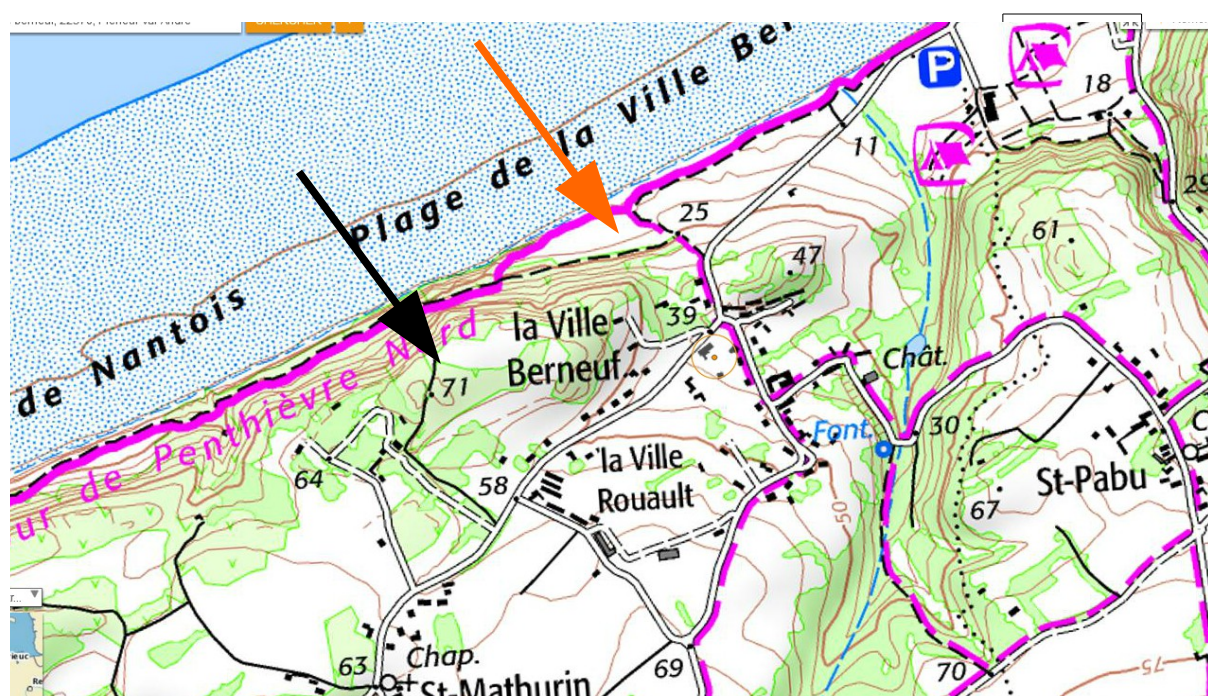 P
18
11
29
Plage de la Ville Ber
25
61
47
de Nantois
39
la Ville-
Berneuf
Chât.
71
ur de Penthièvre Nord
Font.
30
la Ville
Rouault
St-Pabu
64
58
67
50
63
Chap.
St-Mathurin
69
70
75